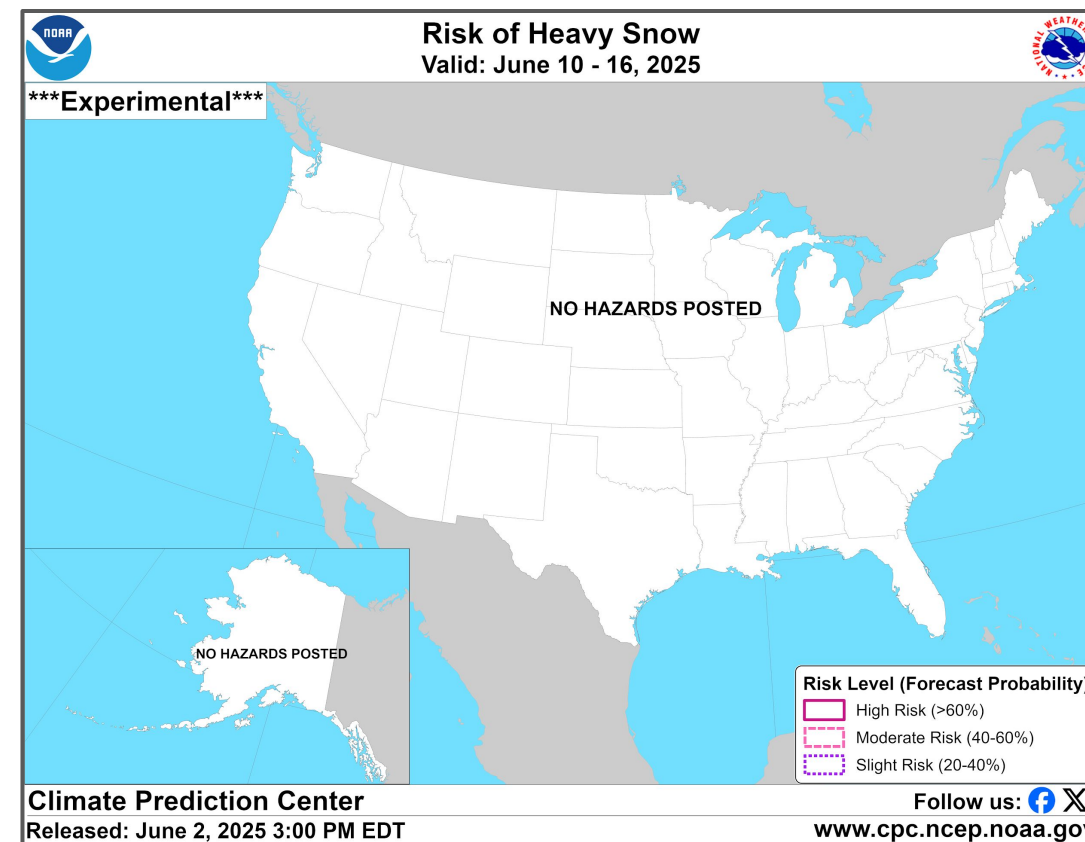 NOAA
Risk of Heavy Snow
Valid: June 10 - 16, 2025
NATIONAL WEATHER
***Experimental***
NO HAZARDS POSTED
NO HAZARDS POSTED
Risk Level (Forecast Probability)
High Risk (>60%)
Moderate Risk (40-60%)
Slight Risk (20-40%)
Climate Prediction Center
Follow us:
Released: June 2, 2025 3:00 PM EDT
www.cpc.ncep.noaa.gov